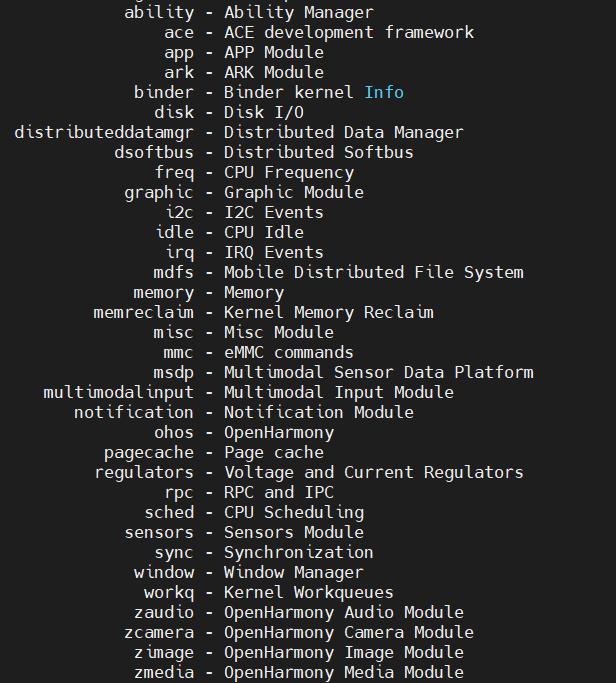 ability - Ability Manager
ace - ACE development framework
app - APP Module
ark - ARK Module
binder - Binder kernel Info
disk - Disk I/O
distributeddatamgr - Distributed Data Manager
dsoftbus - Distributed Softbus
freq - CPU Frequency
graphic - Graphic Module
i2c - I2C Events
idle - CPU Idle
irq - IRQ Events
mdfs - Mobile Distributed File System
memory - Memory
memreclaim - Kernel Memory Reclaim
misc - Misc Module
mmc - eMMC commands
msdp - Multimodal Sensor Data Platform
multimodalinput - Multimodal Input Module
notification - Notification Module
ohos - OpenHarmony
pagecache - Page cache
regulators - Voltage and Current Regulators
rpc - RPC and IPC
sched - CPU Scheduling
sensors - Sensors Module
sync - Synchronization
window - Window Manager
workq - Kernel Workqueues
zaudio - OpenHarmony Audio Module
zcamera - OpenHarmony Camera Module
zimage - OpenHarmony Image Module
zmedia - OpenHarmony Media Module